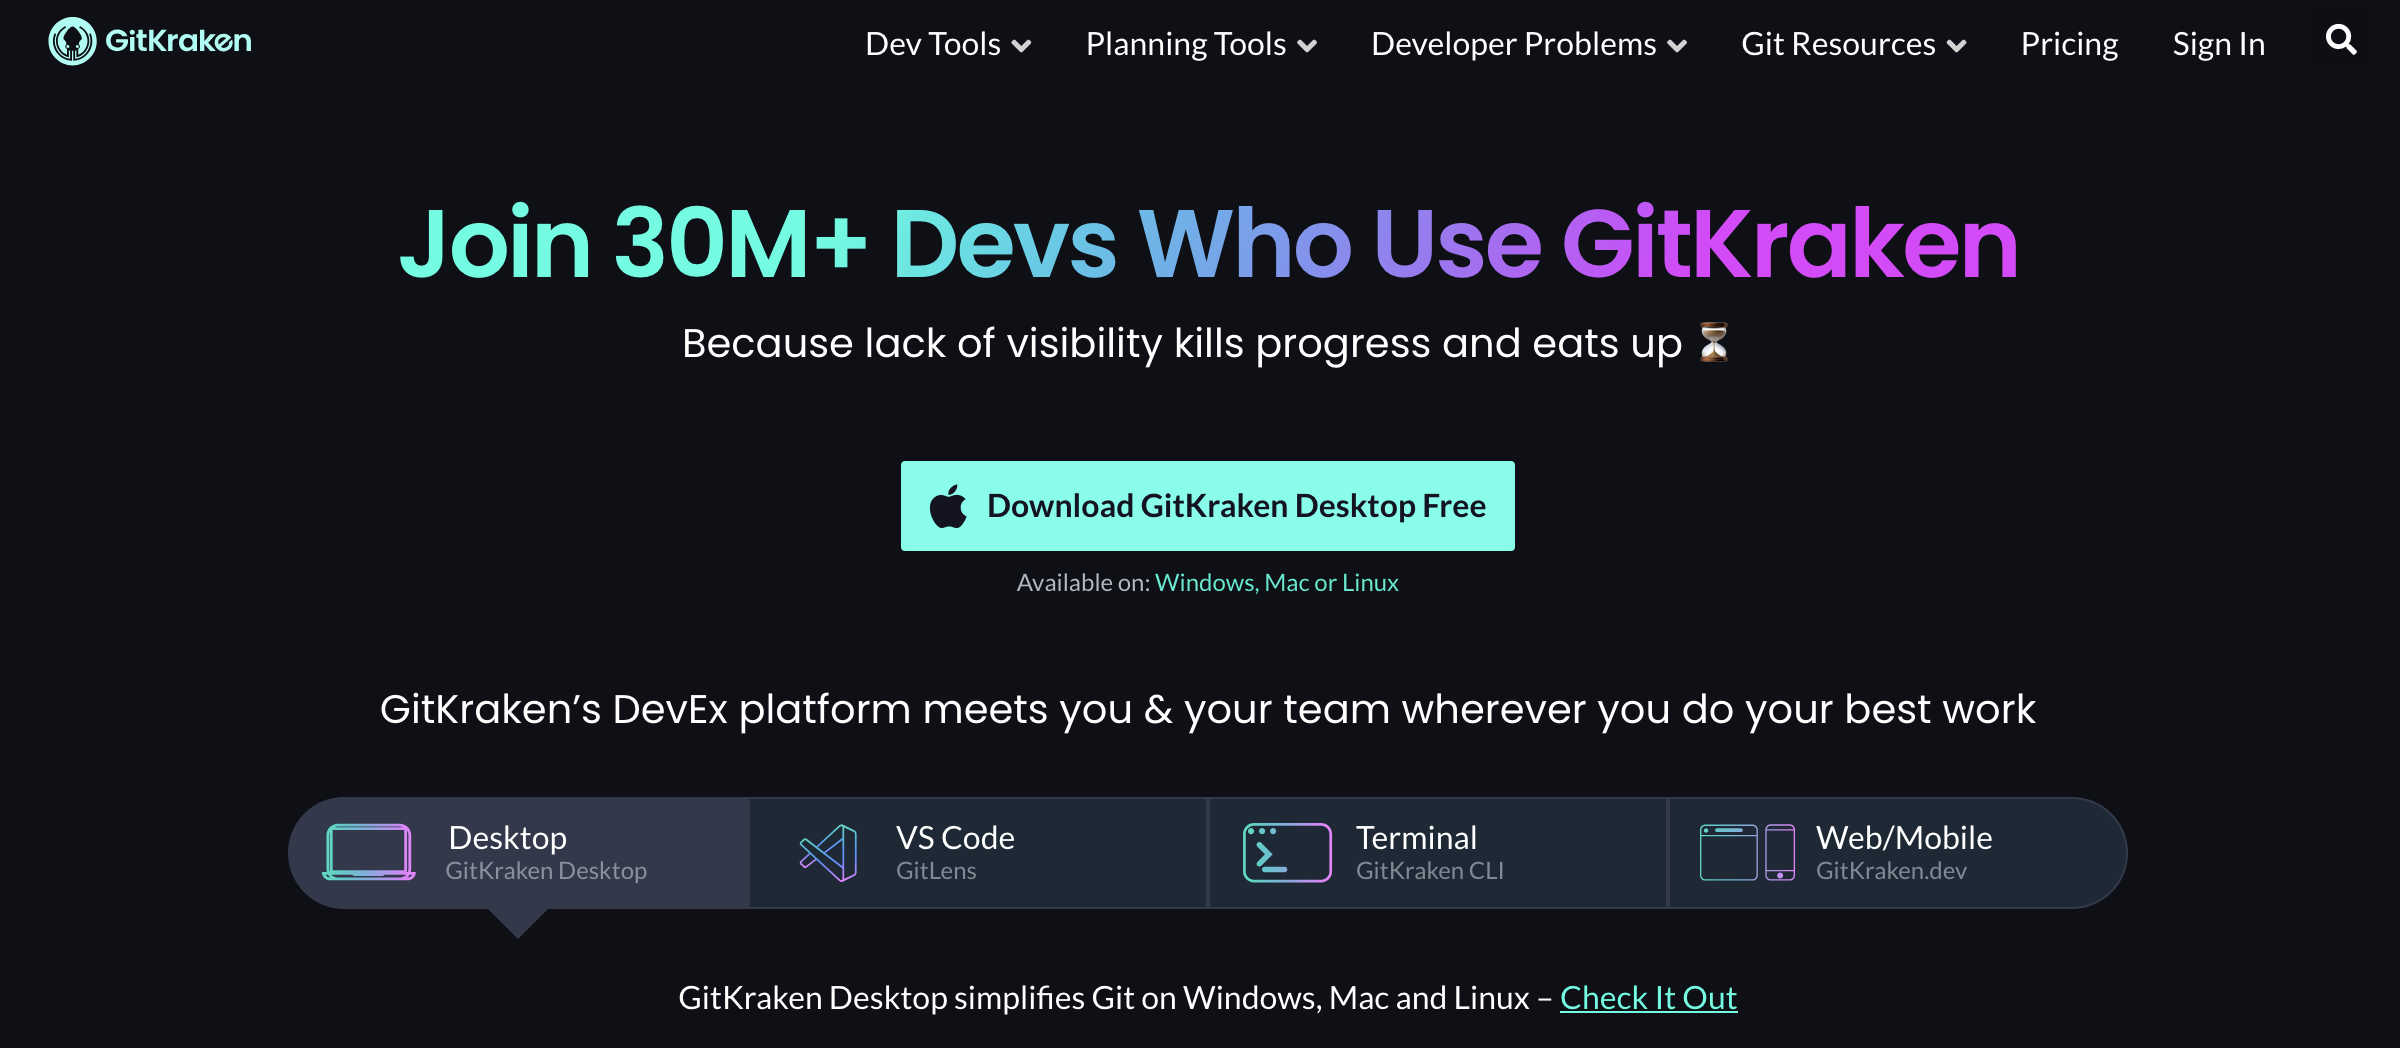 GitKraken
Dev Tools
Planning Tools
Developer Problems
Git Resources
Pricing
Sign In
Join 30M+ Devs Who Use GitKraken
Because lack of visibility kills progress and eats up ⏳
Download GitKraken Desktop Free
Available on: Windows, Mac or Linux
GitKraken’s DevEx platform meets you & your team wherever you do your best work
Desktop
GitKraken Desktop
VS Code
GitLens
Terminal
GitKraken CLI
Web/Mobile
GitKraken.dev
GitKraken Desktop simplifies Git on Windows, Mac and Linux – Check It Out